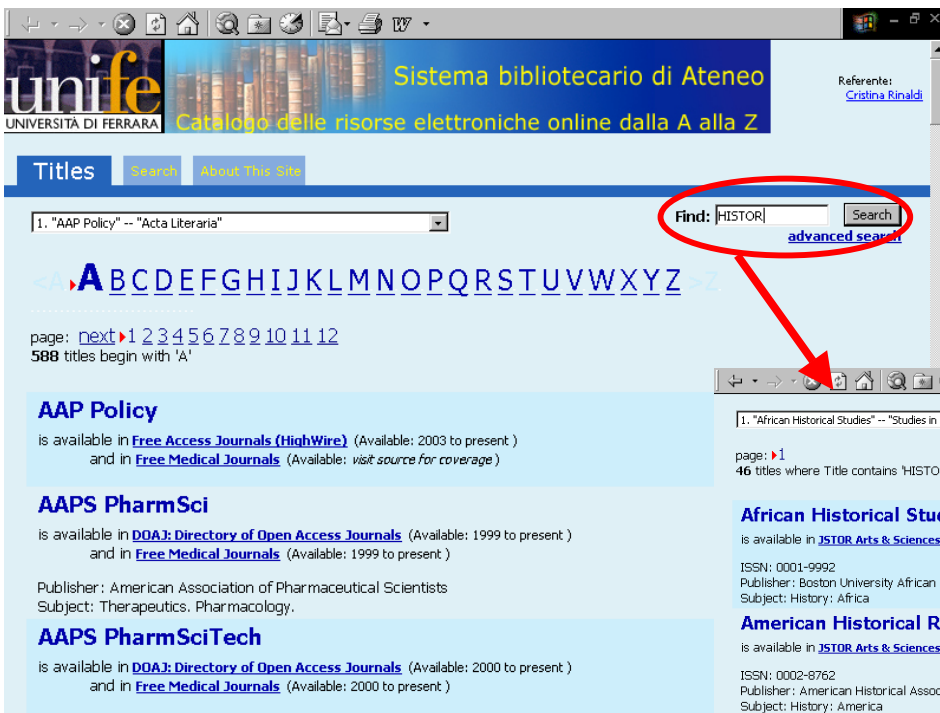 unife
UNIVERSITÀ DI FERRARA
Sistema bibliotecario di Ateneo
Catalogo delle risorse elettroniche online dalla A alla Z
Referente:
Cristina Rinaldi
Titles Search About This Site
1. "AAP Policy" -- "Acta Literaria"
Find: HISTOR Search
advanced search
<A A B C D E F G H I J K L M N O P Q R S T U V W X Y Z >Z
page: next 1 2 3 4 5 6 7 8 9 10 11 12
588 titles begin with 'A'
AAP Policy
is available in Free Access Journals (HighWire) (Available: 2003 to present )
and in Free Medical Journals (Available: visit source for coverage )
AAPS PharmSci
is available in DOAJ: Directory of Open Access Journals (Available: 1999 to present )
and in Free Medical Journals (Available: 1999 to present )
Publisher: American Association of Pharmaceutical Scientists
Subject: Therapeutics. Pharmacology.
AAPS PharmSciTech
is available in DOAJ: Directory of Open Access Journals (Available: 2000 to present )
and in Free Medical Journals (Available: 2000 to present )
1. "African Historical Studies" -- "Studies in
page: 1
46 titles where Title contains 'HISTO
African Historical Stu
is available in JSTOR Arts & Sciences
ISSN: 0001-9992
Publisher: Boston University African
Subject: History: Africa
American Historical R
is available in JSTOR Arts & Sciences
ISSN: 0002-8762
Publisher: American Historical Assoc
Subject: History: America